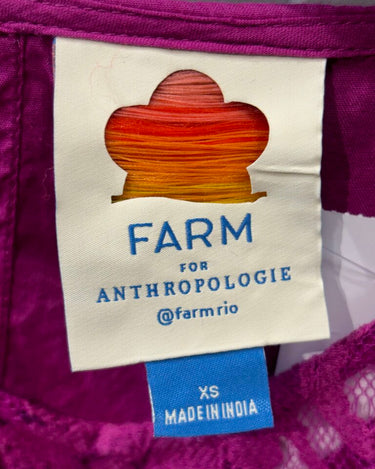 FARM
FOR
ANTHROPOLOGIE
@farmrio
XS
MADE IN INDIA